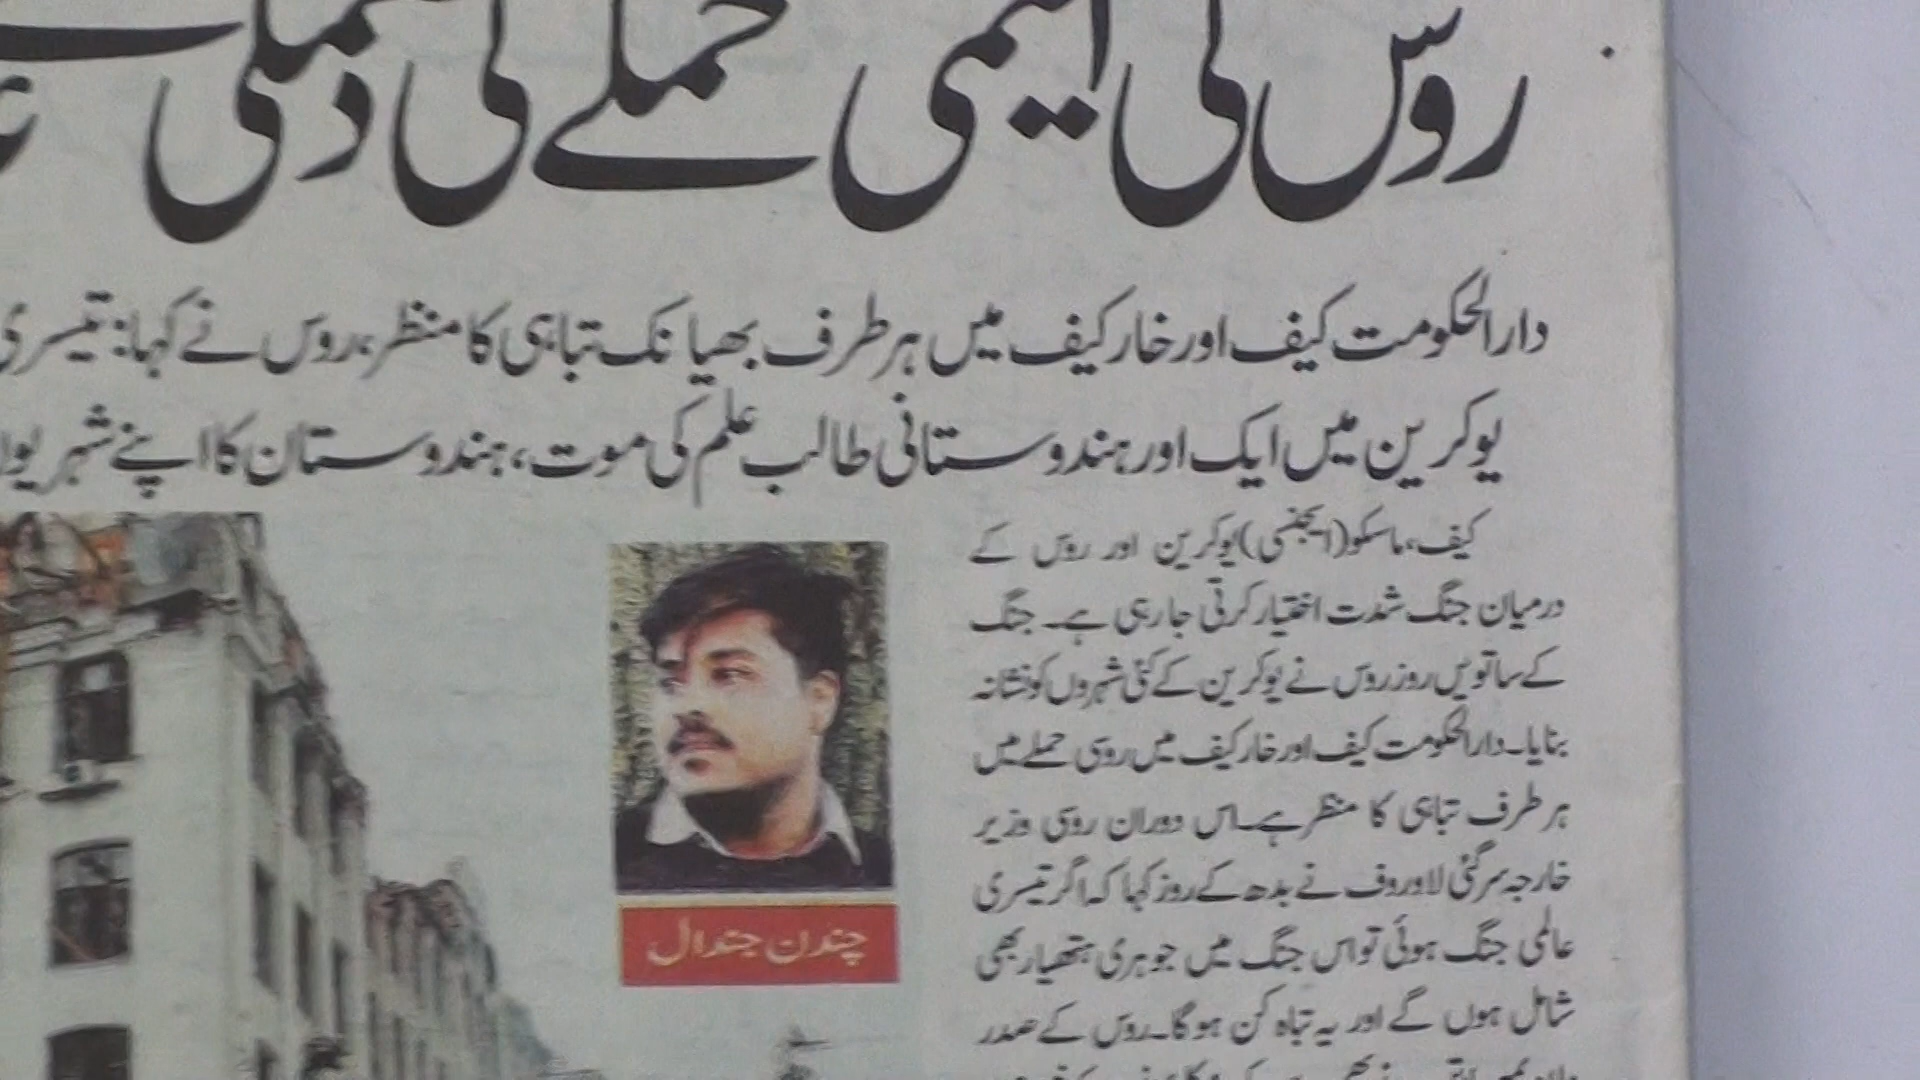 روس کی ایٹمی حملے کی دھمکی
دارالحکومت کیف اور خارکیف میں ہر طرف بھیانک تباہی کا منظر، روس نے کہا: تیسری
یوکرین میں ایک اور ہندوستانی طالب علم کی موت، ہندوستان کا اپنے شہریوں
کیف، ماسکو (ایجنسی) یوکرین اور روس کے
درمیان جنگ شدت اختیار کرتی جا رہی ہے۔ جنگ
کے ساتویں روز روس نے یوکرین کے کئی شہروں کو نشانہ
بنایا۔ دارالحکومت کیف اور خارکیف میں روسی حملے میں
ہر طرف تباہی کا منظر ہے۔ اس دوران روسی وزیر
خارجہ سرگئی لاوروف نے بدھ کے روز کہا کہ اگر تیسری
عالمی جنگ ہوئی تو اس جنگ میں جوہری ہتھیار بھی
شامل ہوں گے اور یہ تباہ کن ہوگا۔ روس کے صدر
چندن جندال